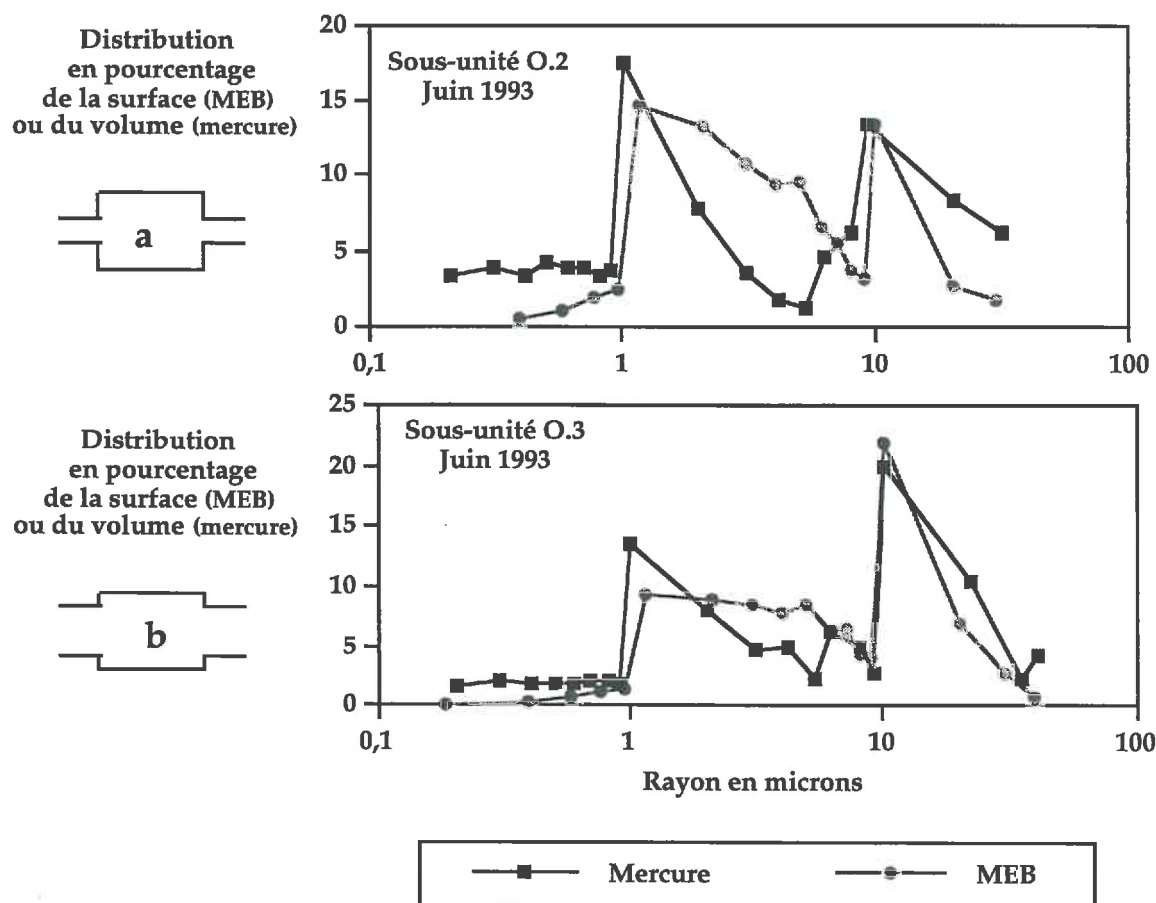 Distribution
en pourcentage
de la surface (MEB)
ou du volume (mercure)
a
20
15
10
5
0
Sous-unité O.2
Juin 1993
0,1
1
10
100
Distribution
en pourcentage
de la surface (MEB)
ou du volume (mercure)
b
25
20
15
10
5
0
Sous-unité O.3
Juin 1993
0,1
1
10
100
Rayon en microns
Mercure
MEB